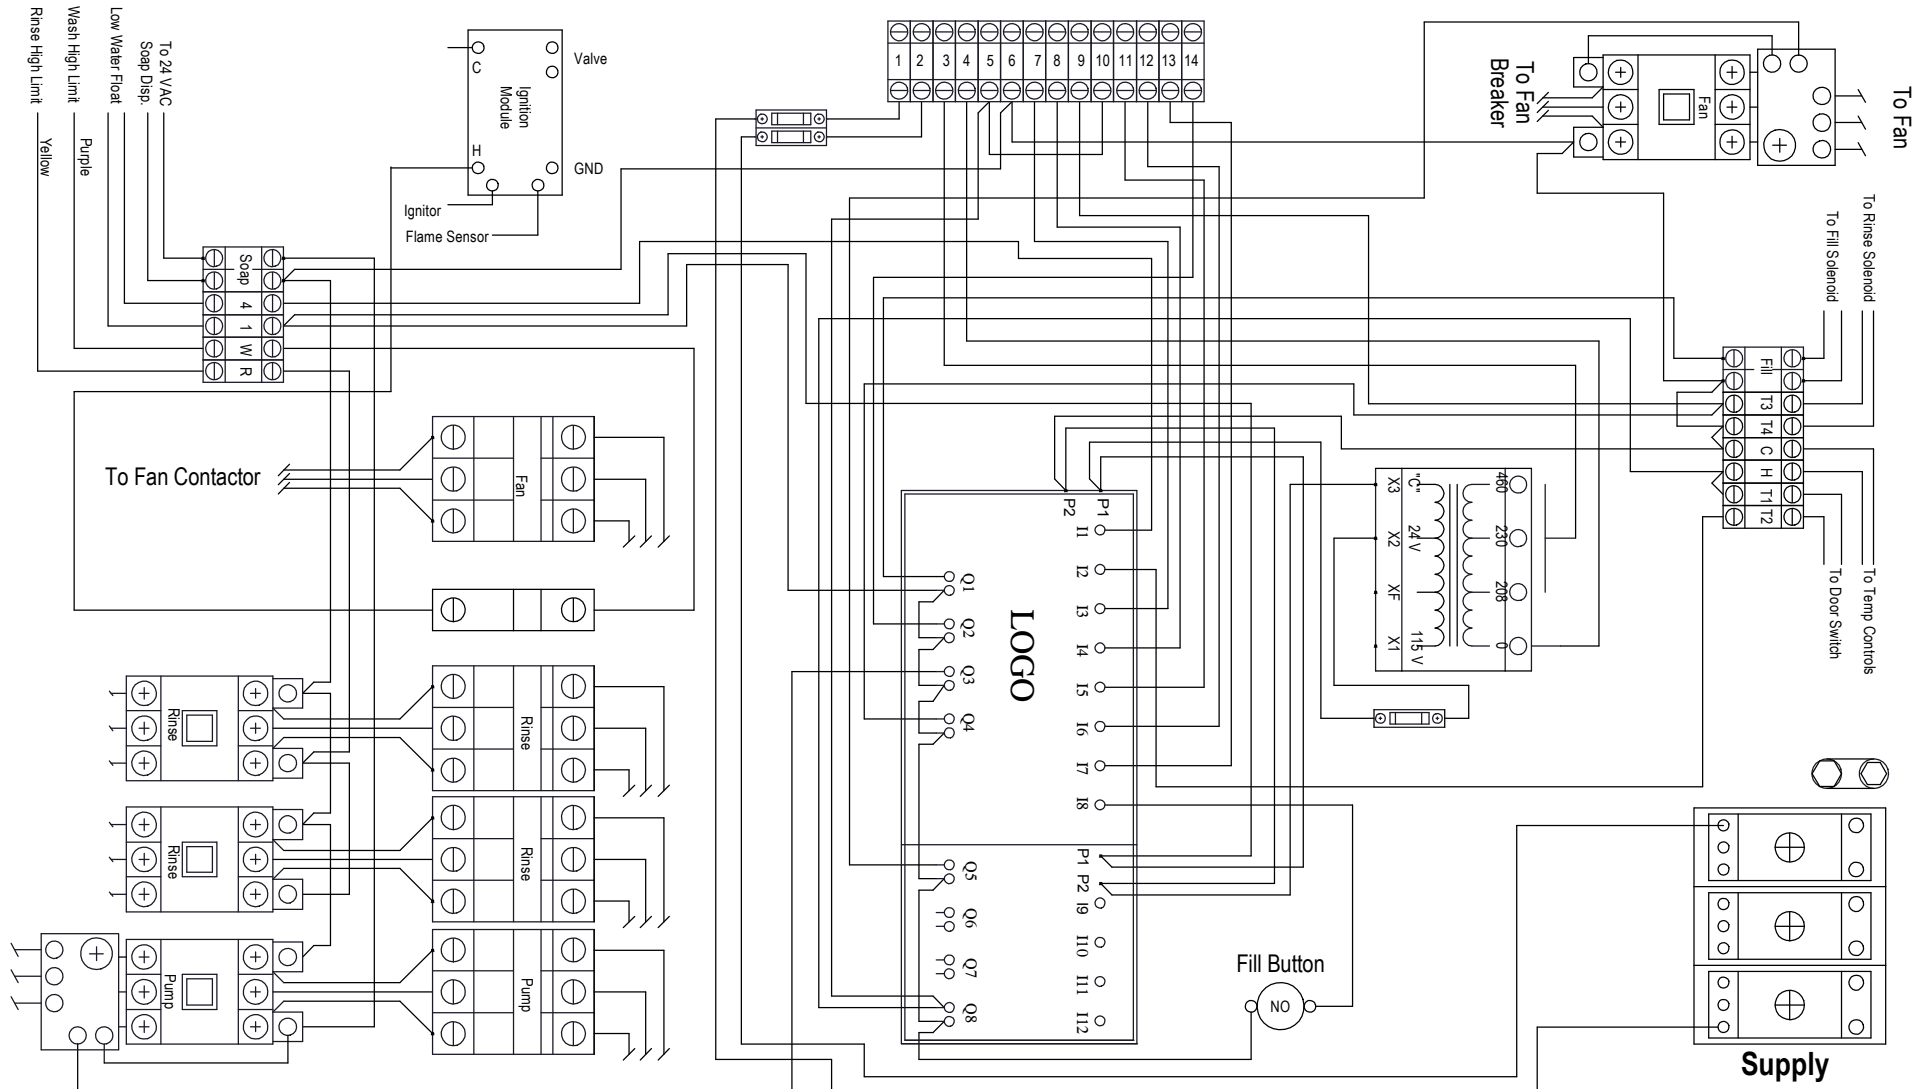 Rinse High Limit
Yellow
Wash High Limit
Purple
Low Water Float
Soap Disp.
To 24 VAC
C
Valve
Ignition
Module
H
GND
Ignitor
Flame Sensor
Soap
4
1
W
R
1 2 3 4 5 6 7 8 9 10 11 12 13 14
To Fan
Breaker
Fan
To Fan
To Fill Solenoid
To Rinse Solenoid
Fill
T3
T4
C
H
T1
T2
To Door Switch
To Temp Controls
To Fan Contactor
Fan
Rinse
Rinse
Rinse
Rinse
Pump
Pump
P2
P1
I1
I2
I3
I4
I5
I6
I7
I8
LOGO
Q1
Q2
Q3
Q4
P1
P2
I9
I10
I11
I12
Q5
Q6
Q7
Q8
X3
"C"
460
X2
24 V
230
XF
208
X1
115 V
0
Fill Button
NO
Supply